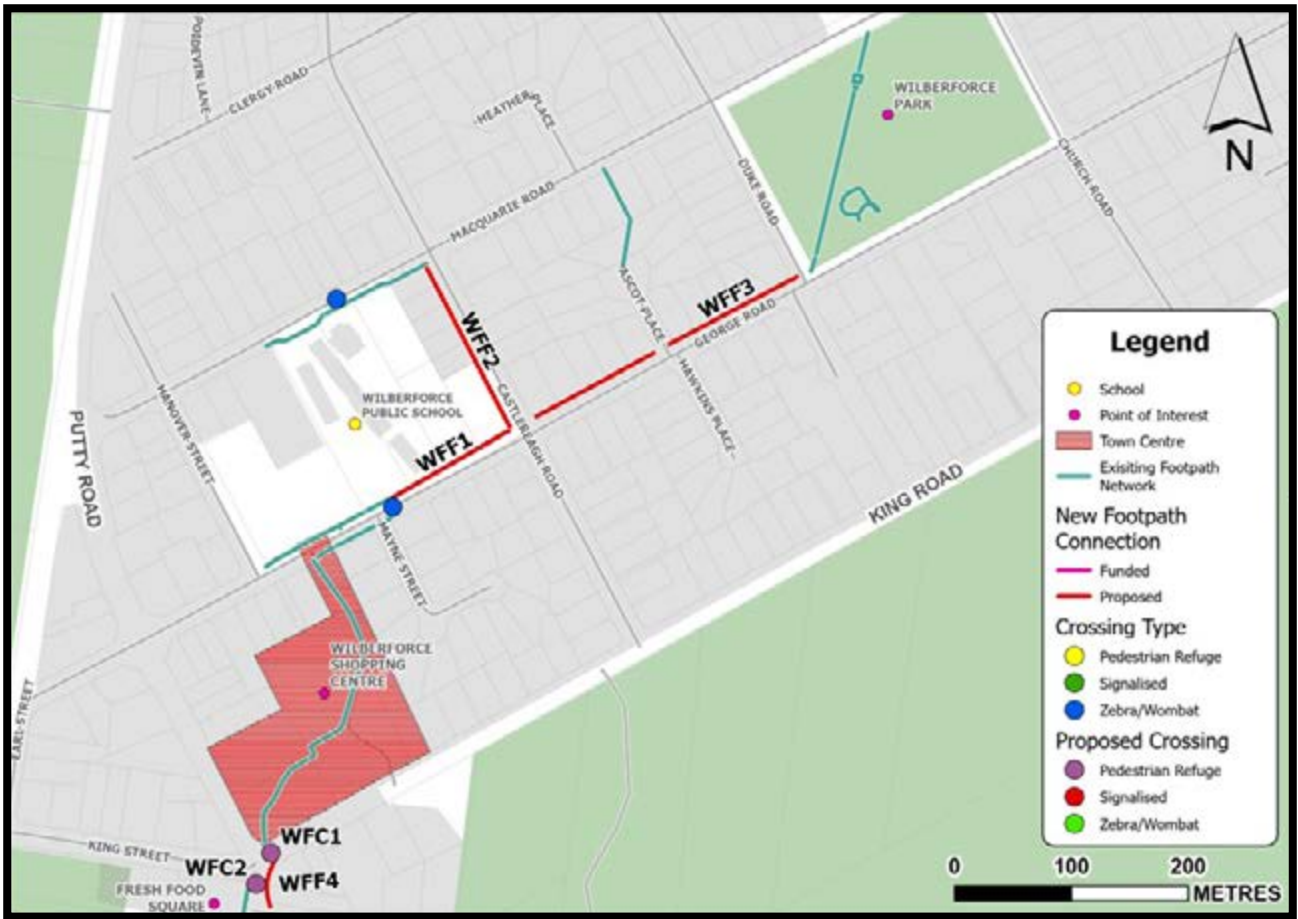 PODEVIN LANE
CLERGY ROAD
HEATHER PLACE
WILBERFORCE
PARK
N
DUKE ROAD
CHURCH ROAD
MACQUARIE ROAD
ASCOT PLACE
WFF3
GEORGE ROAD
WFF2
HANOVER STREET
WILBERFORCE
PUBLIC SCHOOL
CASTLEREAGH ROAD
HAWKINS PLACE
PUTTY ROAD
WFF1
KING ROAD
MAYNE STREET
WILBERFORCE
SHOPPING
CENTRE
EARL STREET
KING STREET
WFC1
WFC2
WFF4
FRESH FOOD
SQUARE
Legend
School
Point of Interest
Town Centre
Exisiting Footpath
Network
New Footpath
Connection
Funded
Proposed
Crossing Type
Pedestrian Refuge
Signalised
Zebra/Wombat
Proposed Crossing
Pedestrian Refuge
Signalised
Zebra/Wombat
0 100 200
METRES